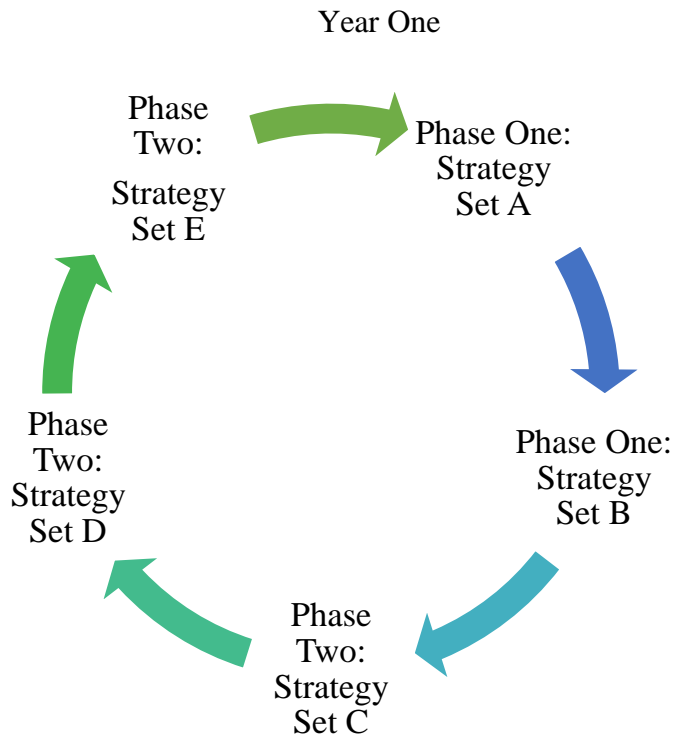 Year One
Phase One:
Strategy
Set A
Phase One:
Strategy
Set B
Phase
Two:
Strategy
Set C
Phase
Two:
Strategy
Set D
Phase
Two:
Strategy
Set E